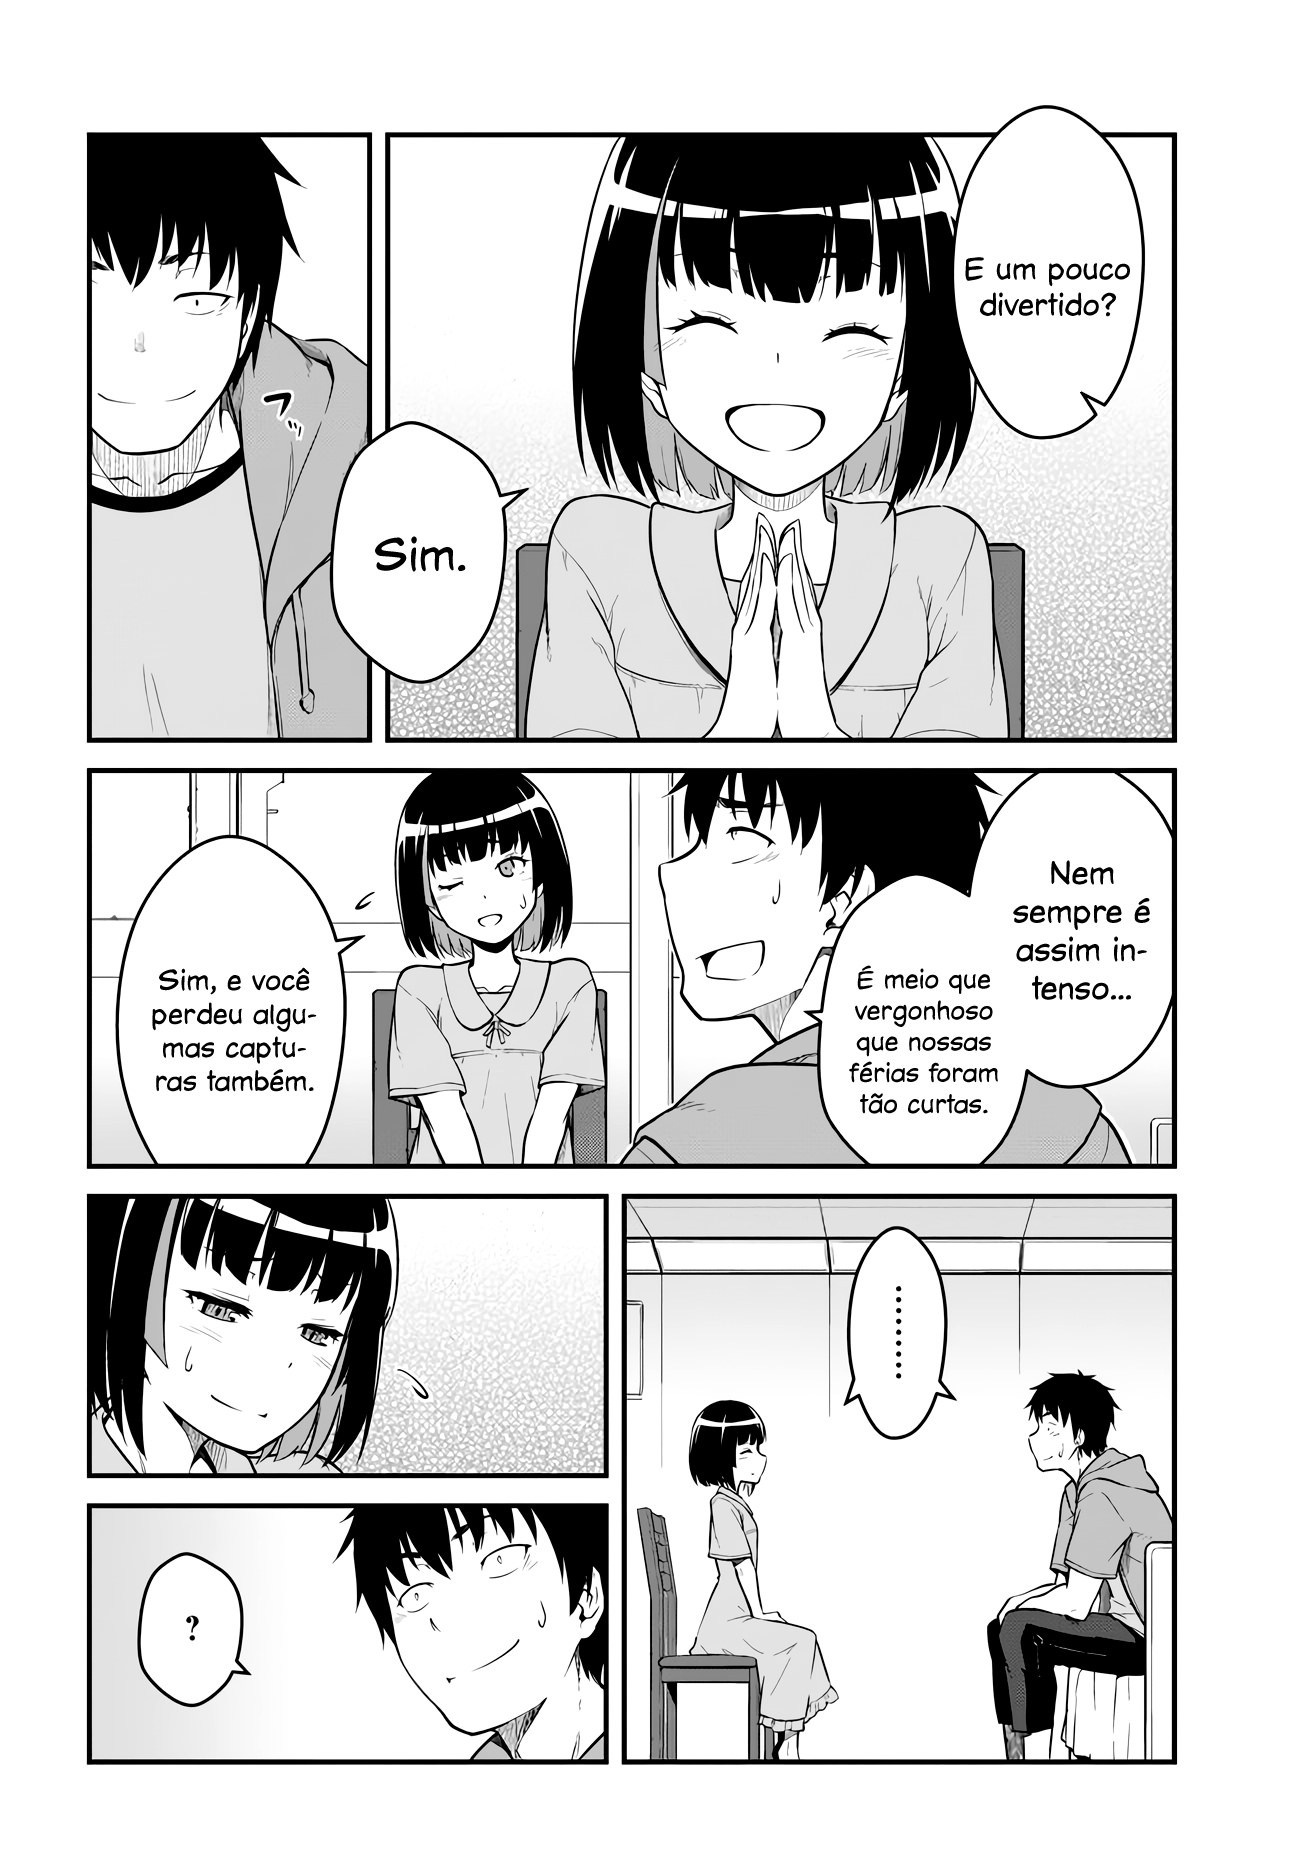 E um pouco
divertido?
Sim.
Nem
sempre é
assim in-
tenso...
É meio que
vergonhoso
que nossas
férias foram
tão curtas.
Sim, e você
perdeu algu-
mas captu-
ras também.
.........
?